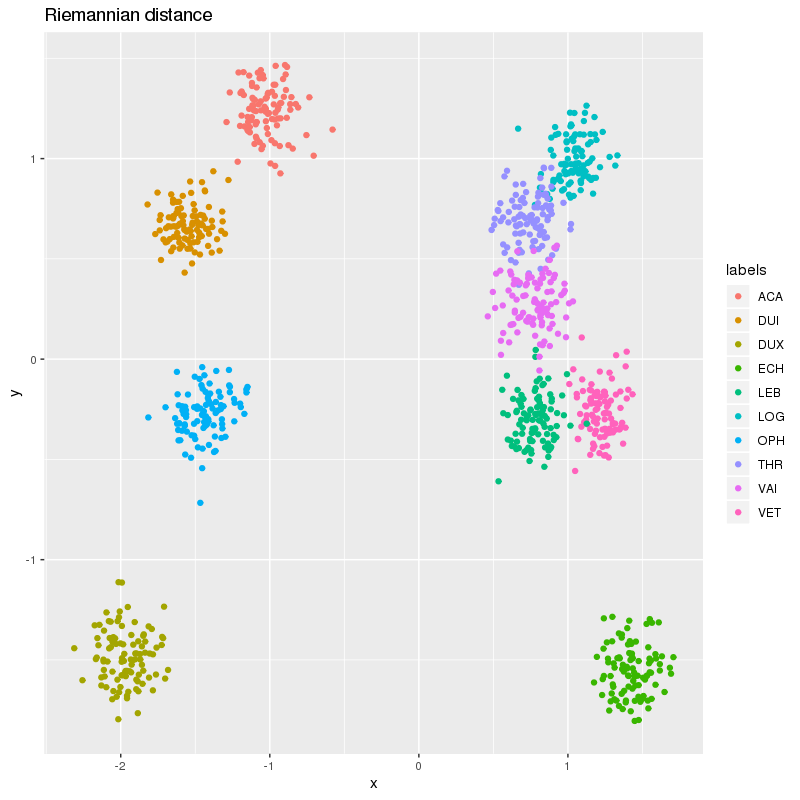 Riemannian distance
y
1
0
-1
-2
-1
0
1
x
labels
ACA
DUI
DUX
ECH
LEB
LOG
OPH
THR
VAI
VET